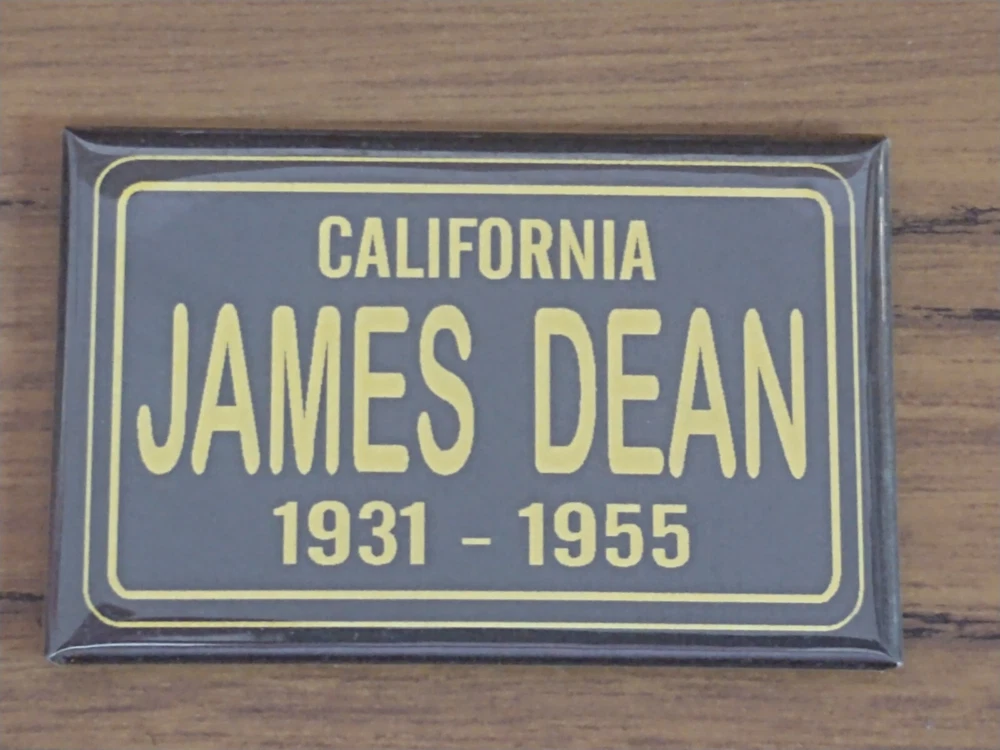 CALIFORNIA
JAMES DEAN
1931 - 1955